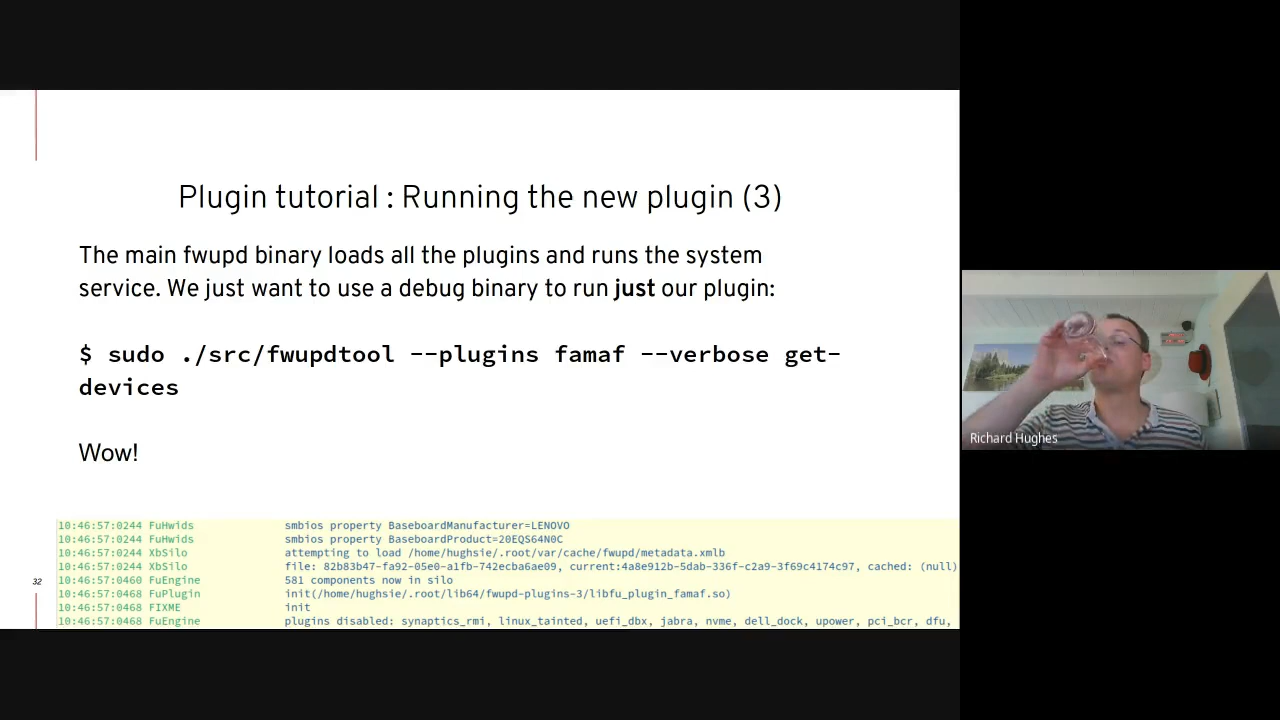 Plugin tutorial : Running the new plugin (3)
The main fwupd binary loads all the plugins and runs the system
service. We just want to use a debug binary to run just our plugin:
$ sudo ./src/fwupdtool --plugins famaf --verbose get-
devices
Wow!
10:46:57:0244 FuHwids smbios property BaseboardManufacturer=LENOVO
10:46:57:0244 FuHwids smbios property BaseboardProduct=20EQS64N0C
10:46:57:0244 XbSilo attempting to load /home/hughsie/.root/var/cache/fwupd/metadata.xmlb
10:46:57:0244 XbSilo file: 82b83b47-fa92-05e0-a1fb-742ecba6ae09, current:4a8e912b-5dab-336f-c2a9-3f69c4174c97, cached: (null)
10:46:57:0460 FuEngine 581 components now in silo
10:46:57:0468 FuPlugin init(/home/hughsie/.root/lib64/fwupd-plugins-3/libfu_plugin_famaf.so)
10:46:57:0468 FIXME init
10:46:57:0468 FuEngine plugins disabled: synaptics_rmi, linux_tainted, uefi_dbx, jabra, nvme, dell_dock, upower, pci_bcr, dfu,
32
Richard Hughes